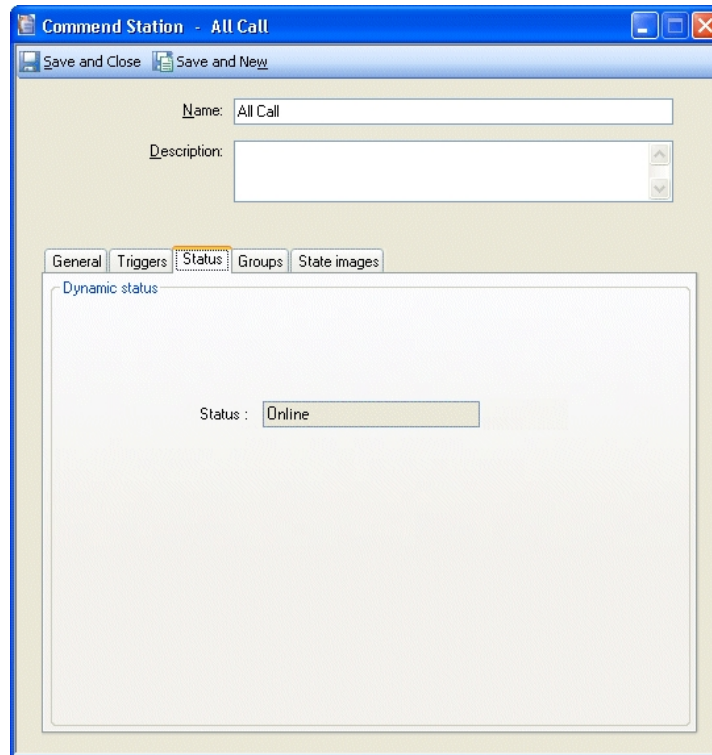 Commend Station - All Call
Save and Close Save and New
Name: All Call
Description:
General Triggers Status Groups State images
Dynamic status
Status : Online